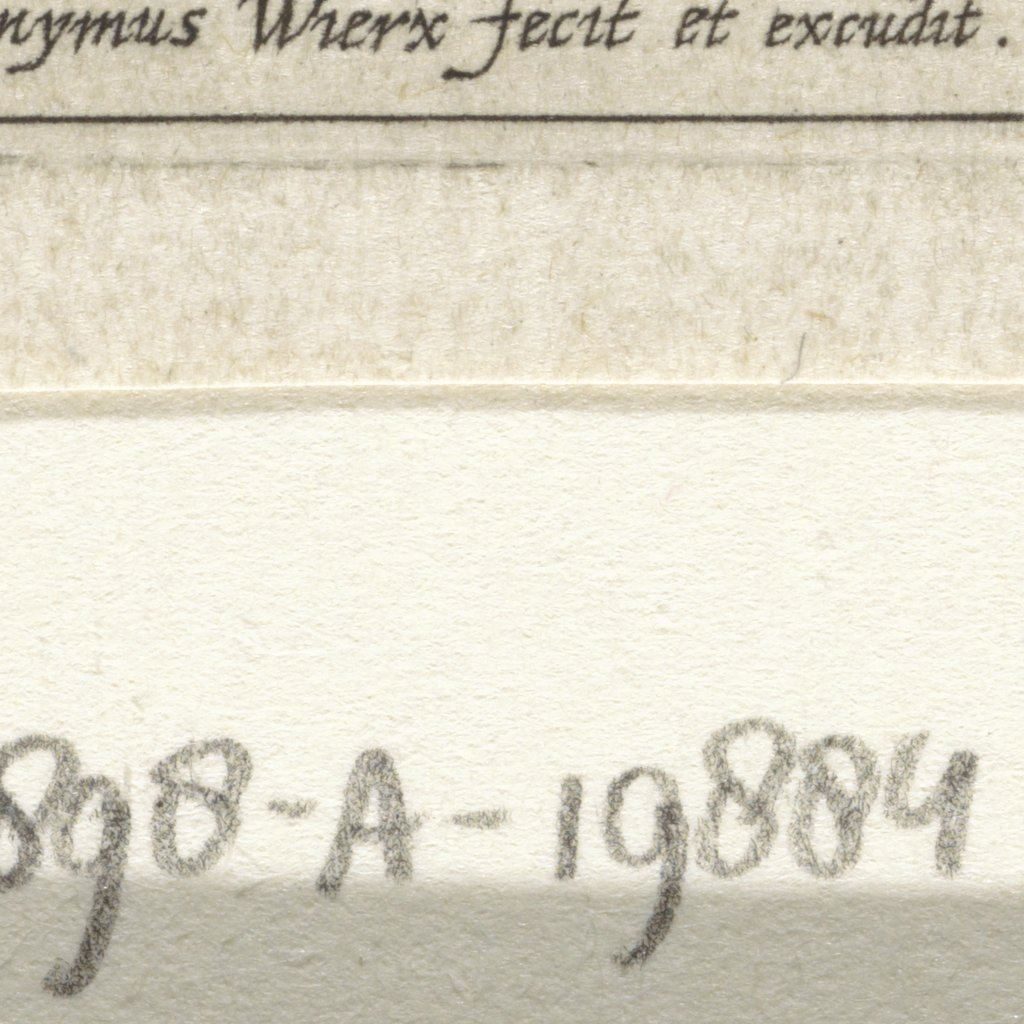 nymus Wierx fecit et excudit.
898-A-19884